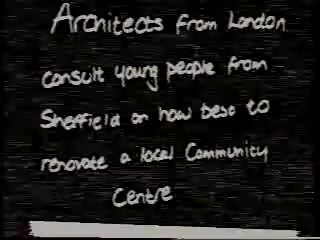 Architects from London
consult young people from
Sheffield on how best to
renovate a local Community
Centre